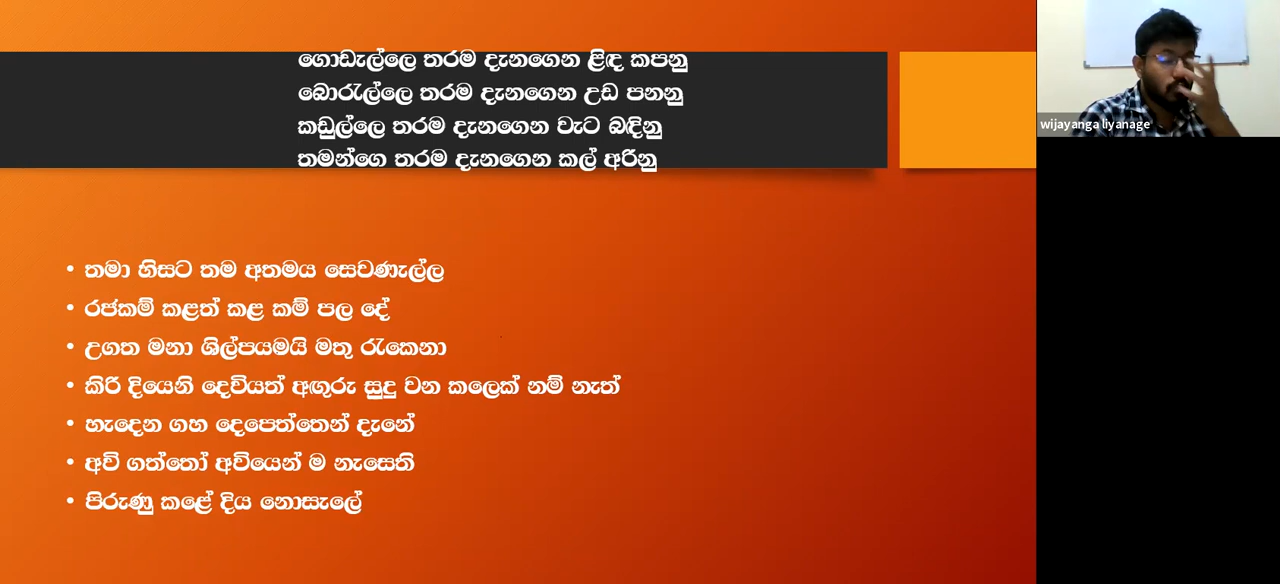 ගොඩැල්ලෙ තරම දැනගෙන ළිඳ කපනු
බොරැල්ලෙ තරම දැනගෙන උඩ පනනු
කඩුල්ලෙ තරම දැනගෙන වැට බඳිනු
තමන්ගෙ තරම දැනගෙන කල් අරිනු
• තමා හිසට තම අතමය සෙවණැල්ල
• රජකම් කළත් කළ කම් පල දේ
• උගත මනා ශිල්පයමයි මතු රැකෙනා
• කිරි දියෙනි දෙවියත් අඟුරු සුදු වන කලෙක් නම් නැත්
• හැදෙන ගහ දෙපෙත්තෙන් දැනේ
• අවි ගත්තෝ අවියෙන් ම නැසෙති
• පිරුණු කළේ දිය නොසැලේ
wijayanga liyanage